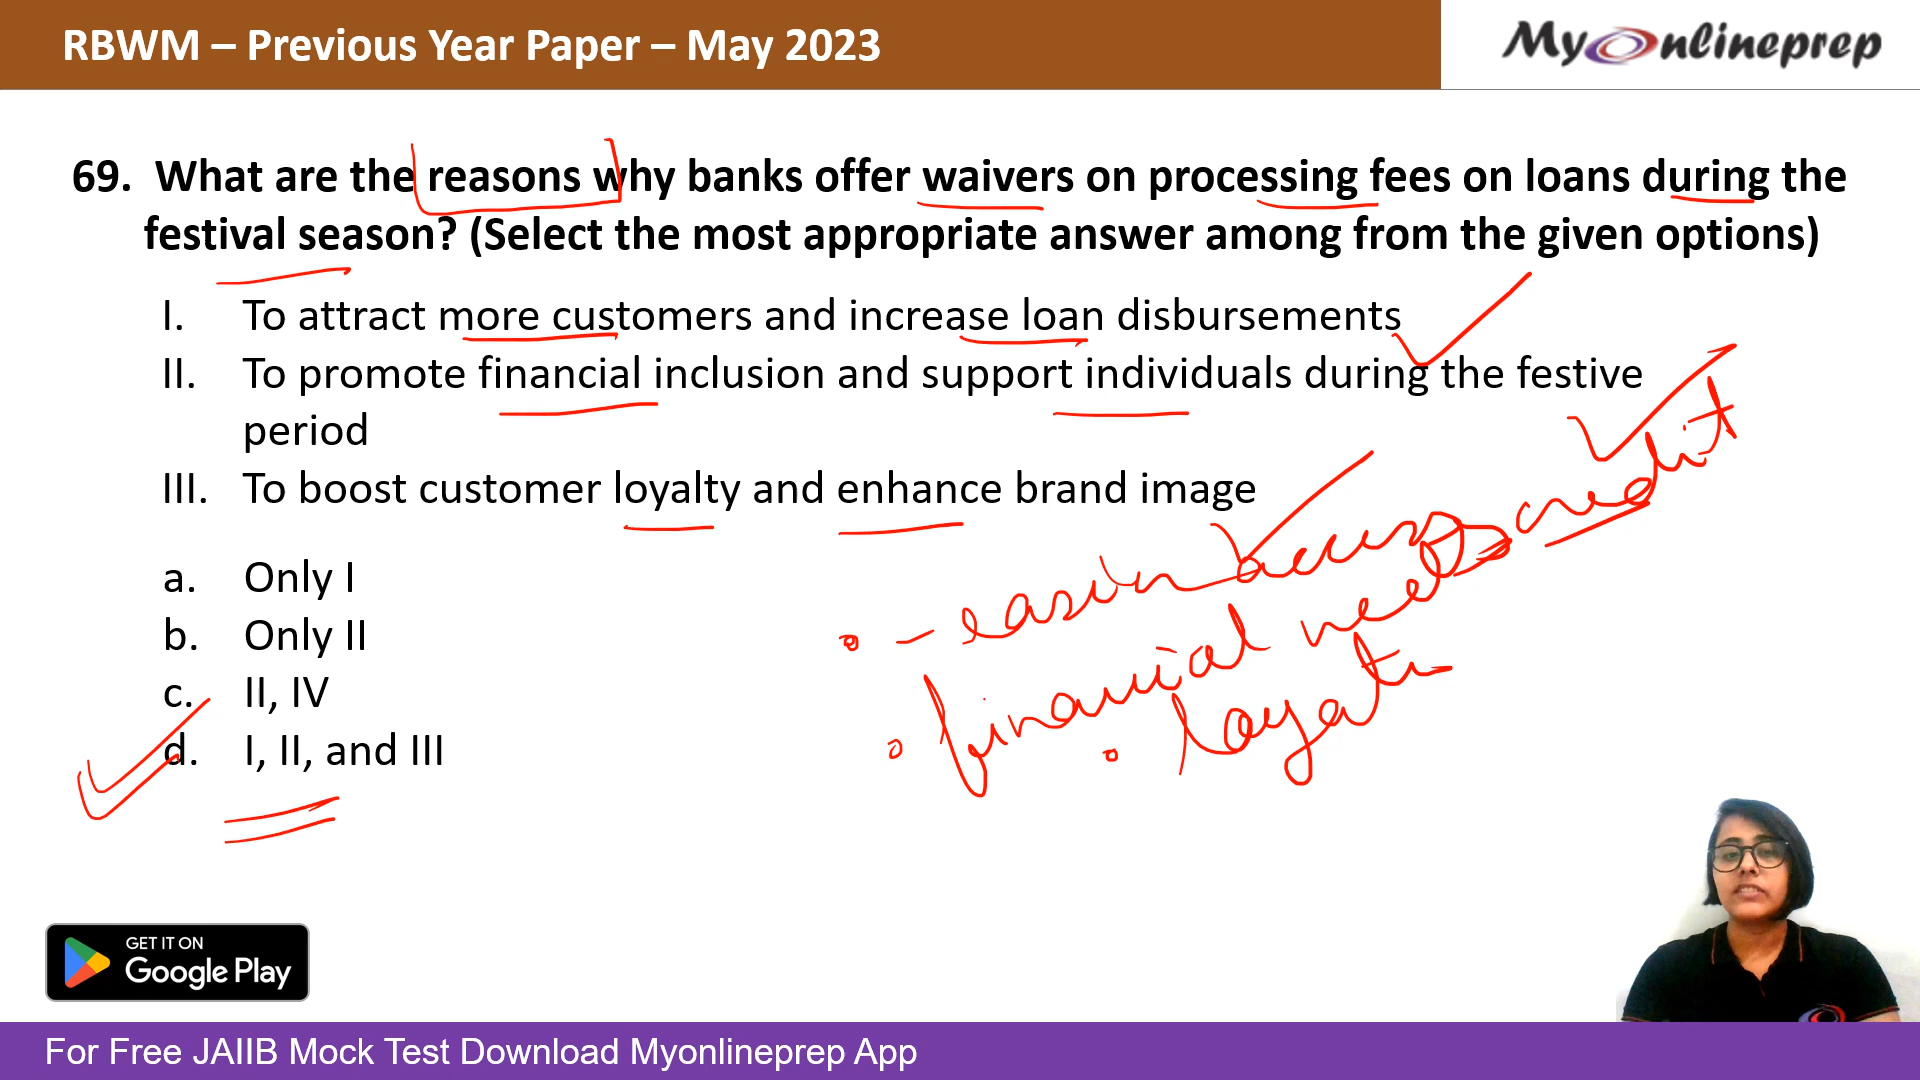 RBWM – Previous Year Paper – May 2023
Myonlineprep
69. What are the reasons why banks offer waivers on processing fees on loans during the
festival season? (Select the most appropriate answer among from the given options)
I. To attract more customers and increase loan disbursements
II. To promote financial inclusion and support individuals during the festive
period
III. To boost customer loyalty and enhance brand image
a. Only I
b. Only II
c. II, IV
d. I, II, and III
- easier access credit
financial needs
loyalty
GET IT ON
Google Play
For Free JAIIB Mock Test Download Myonlineprep App